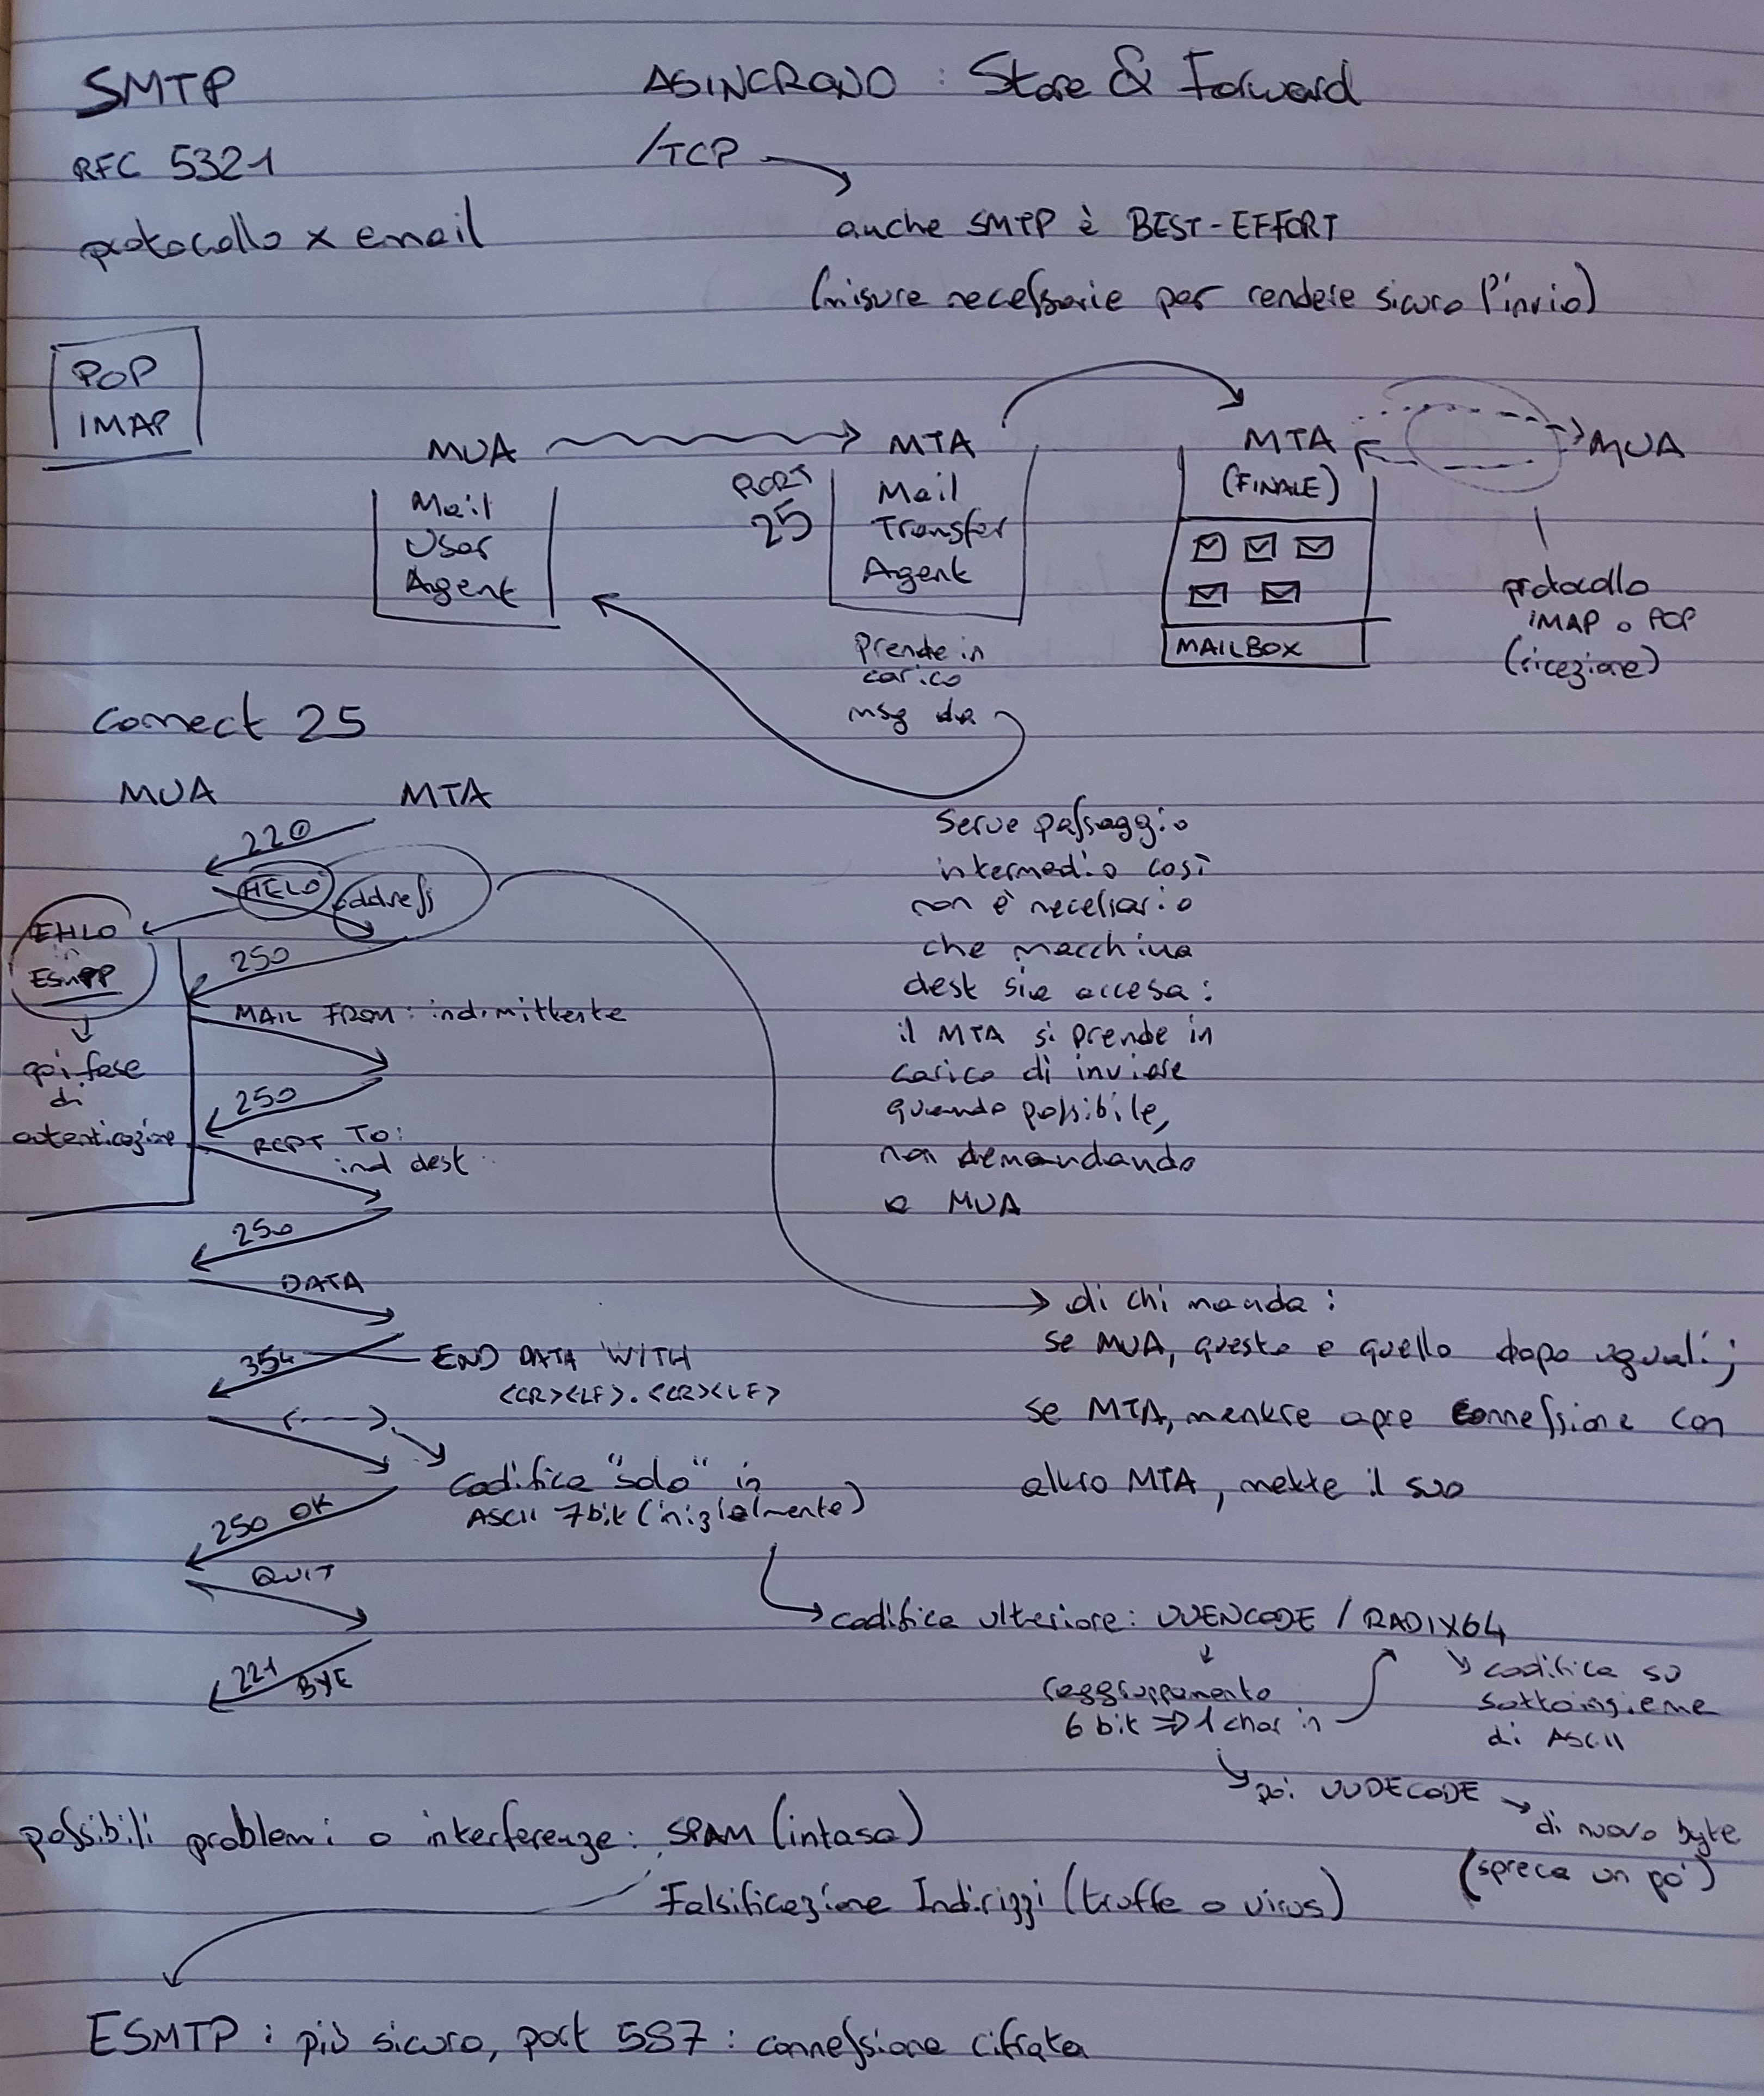 SMTP
ASINCRONO : Store & Forward
RFC 5321
/TCP
protocollo x email
anche SMTP è BEST-EFFORT
(misure necessarie per rendere sicuro l'invio)
POP
IMAP
MUA
MTA
MTA
MUA
(FINALE)
PORT
25
Mail
User
Agent
Mail
Transfer
Agent
MAILBOX
protocollo
IMAP o POP
(ricezione)
Prende in
carico
msg da
Connect 25
MUA MTA
220
HELO address
EHLO
ESMTP
poi fase
di
autenticazione
250
MAIL FROM: ind. mittente
250
RCPT TO:
ind dest
250
DATA
354
END DATA WITH
<CR><LF>.<CR><LF>
codifica "solo" in
ASCII 7bit (inizialmente)
250 OK
QUIT
221
BYE
Serve passaggio
intermedio così
non è necessario
che macchina
dest sia accesa:
il MTA si prende in
carico di inviare
quando possibile,
non demandando
a MUA
di chi manda:
se MUA, questo e quello dopo uguali;
se MTA, mentre apre connessione con
altro MTA, mette il suo
codifica ulteriore: UUENCODE / RADIX64
raggruppamento
6 bit => 1 char in
codifica su
sottoinsieme
di ASCII
poi UUDECODE
di nuovo byte
(spreca un po')
possibili problemi o interferenze: SPAM (intasa)
Falsificazione Indirizzi (truffe o virus)
ESMTP : più sicuro, port 587 : connessione cifrata